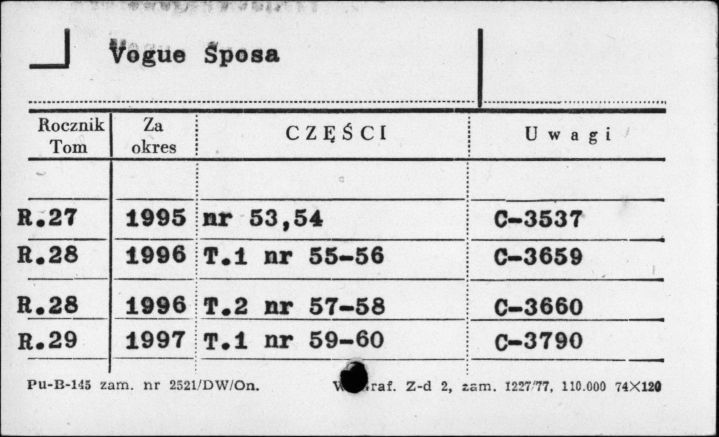 Vogue Sposa
Rocznik Tom Za okres CZĘŚCI Uwagi
R.27 1995 nr 53,54 C-3537
R.28 1996 T.1 nr 55-56 C-3659
R.28 1996 T.2 nr 57-58 C-3660
R.29 1997 T.1 nr 59-60 C-3790
Pu-B-145 zam. nr 2521/DW/On. Z-d 2, zam. 1227/77, 110.000 74×120